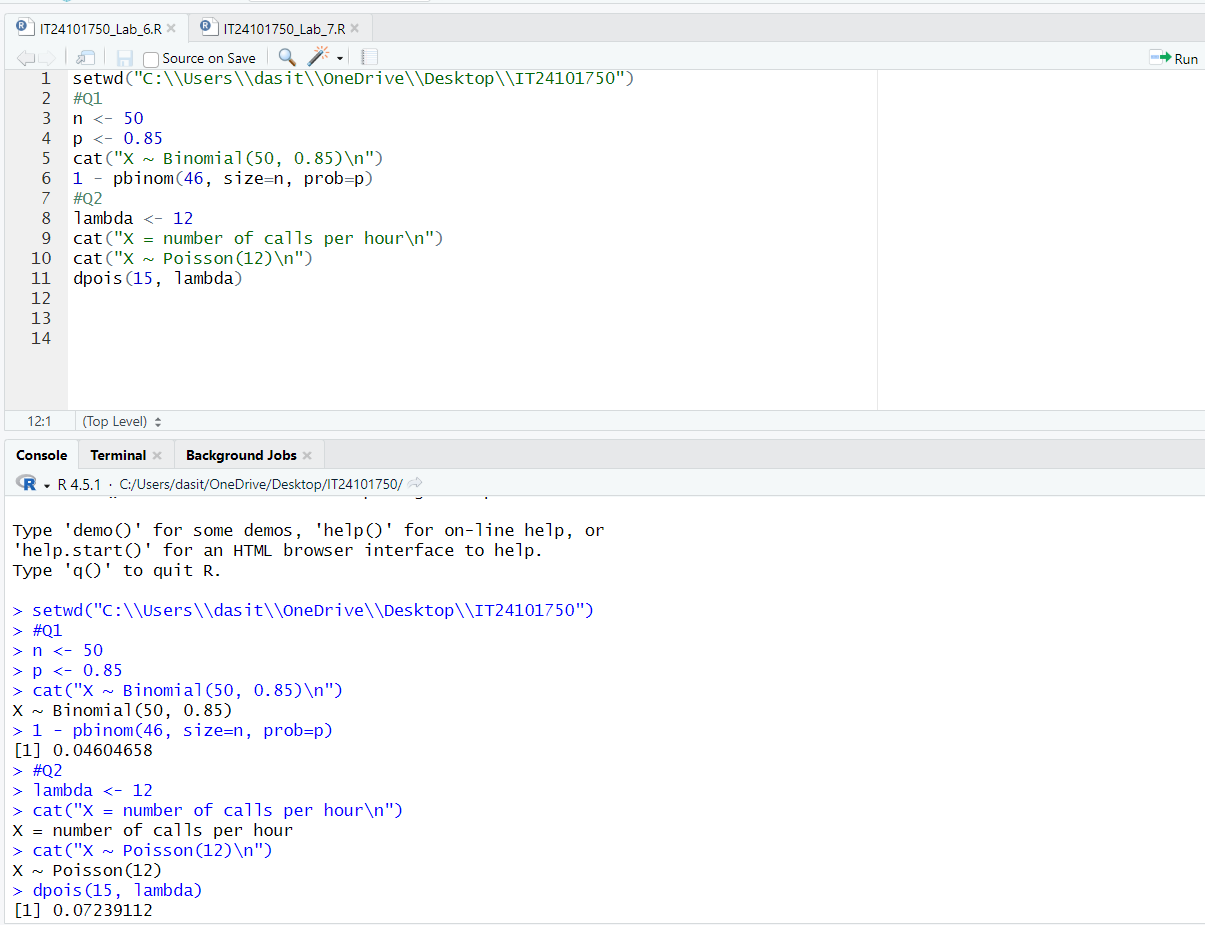 IT24101750_Lab_6.R
IT24101750_Lab_7.R
Source on Save
Run
1 setwd("C:\\Users\\dasit\\OneDrive\\Desktop\\IT24101750")
2 #Q1
3 n <- 50
4 p <- 0.85
5 cat("X ~ Binomial(50, 0.85)\n")
6 1 - pbinom(46, size=n, prob=p)
7 #Q2
8 lambda <- 12
9 cat("X = number of calls per hour\n")
10 cat("X ~ Poisson(12)\n")
11 dpois(15, lambda)
12
13
14
12:1 (Top Level)
Console Terminal Background Jobs
R 4.5.1 · C:/Users/dasit/OneDrive/Desktop/IT24101750/
Type 'demo()' for some demos, 'help()' for on-line help, or
'help.start()' for an HTML browser interface to help.
Type 'q()' to quit R.
> setwd("C:\\Users\\dasit\\OneDrive\\Desktop\\IT24101750")
> #Q1
> n <- 50
> p <- 0.85
> cat("X ~ Binomial(50, 0.85)\n")
X ~ Binomial(50, 0.85)
> 1 - pbinom(46, size=n, prob=p)
[1] 0.04604658
> #Q2
> lambda <- 12
> cat("X = number of calls per hour\n")
X = number of calls per hour
> cat("X ~ Poisson(12)\n")
X ~ Poisson(12)
> dpois(15, lambda)
[1] 0.07239112